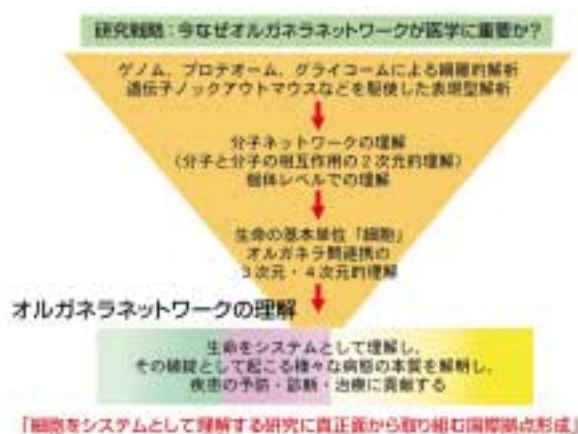 研究戦略：今なぜオルガネラネットワークが医学に重要か？
ゲノム，プロテオーム，グライコームによる網羅的解析
遺伝子ノックアウトマウスなどを駆使した表現型解析
分子ネットワークの理解
（分子と分子の相互作用の２次元的理解）
個体レベルでの理解
生命の基本単位「細胞」
オルガネラ間連携の
３次元・４次元的理解
オルガネラネットワークの理解
生命をシステムとして理解し，
その破綻として起こる様々な病態の本質を解明し，
疾患の予防・診断・治療に貢献する
「細胞をシステムとして理解する研究に真正面から取り組む国際拠点形成」